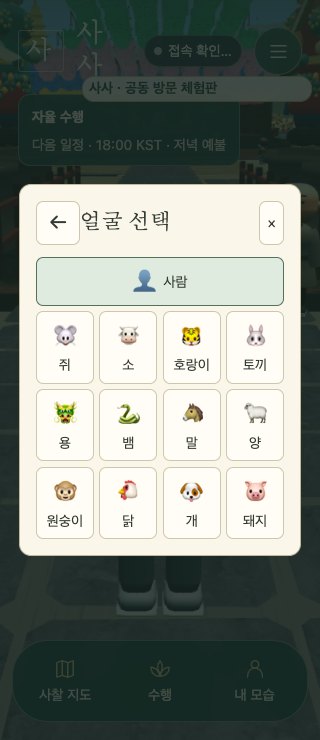 사
사
사
접속 확인...
사사 · 공동 방문 체험판
자율 수행
다음 일정 · 18:00 KST · 저녁 예불
얼굴 선택
×
사람
쥐 소 호랑이 토끼
용 뱀 말 양
원숭이 닭 개 돼지
사찰 지도 수행 내 모습